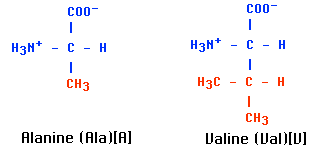 COO⁻
H₃N⁺ – C – H
CH₃
Alanine (Ala)[A]
COO⁻
H₃N⁺ – C – H
H₃C – C – H
CH₃
Valine (Val)[V]